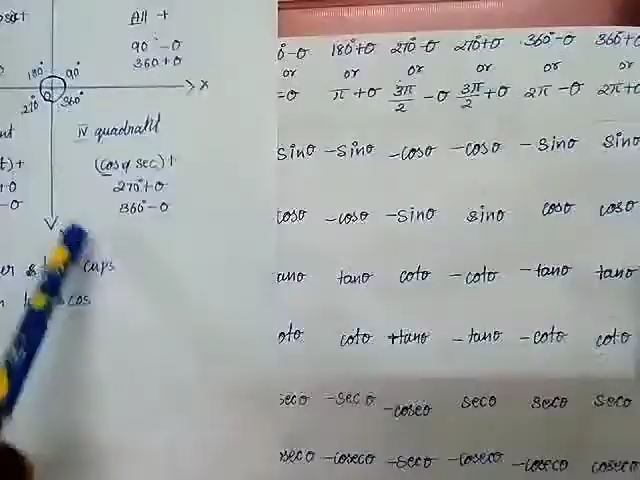 All +
90° - θ
360 + θ
180° 90°
x
270° 360°
IV quadratit
(cos θ sec) +
270° + θ
360° - θ
cups
cos
180° + θ 270° - θ 270° + θ 360° - θ 360 + θ
or or or or or or
= θ π + θ 3π/2 - θ 3π/2 + θ 2π - θ 2π + θ
sinθ -sinθ -cosθ -cosθ -sinθ sinθ
cosθ -cosθ -sinθ sinθ cosθ cosθ
anθ tanθ cotθ -cotθ -tanθ tanθ
otθ cotθ +tanθ -tanθ -cotθ cotθ
secθ -secθ -cosecθ secθ secθ secθ
secθ -cosecθ -secθ -cosecθ -cosecθ cosecθ